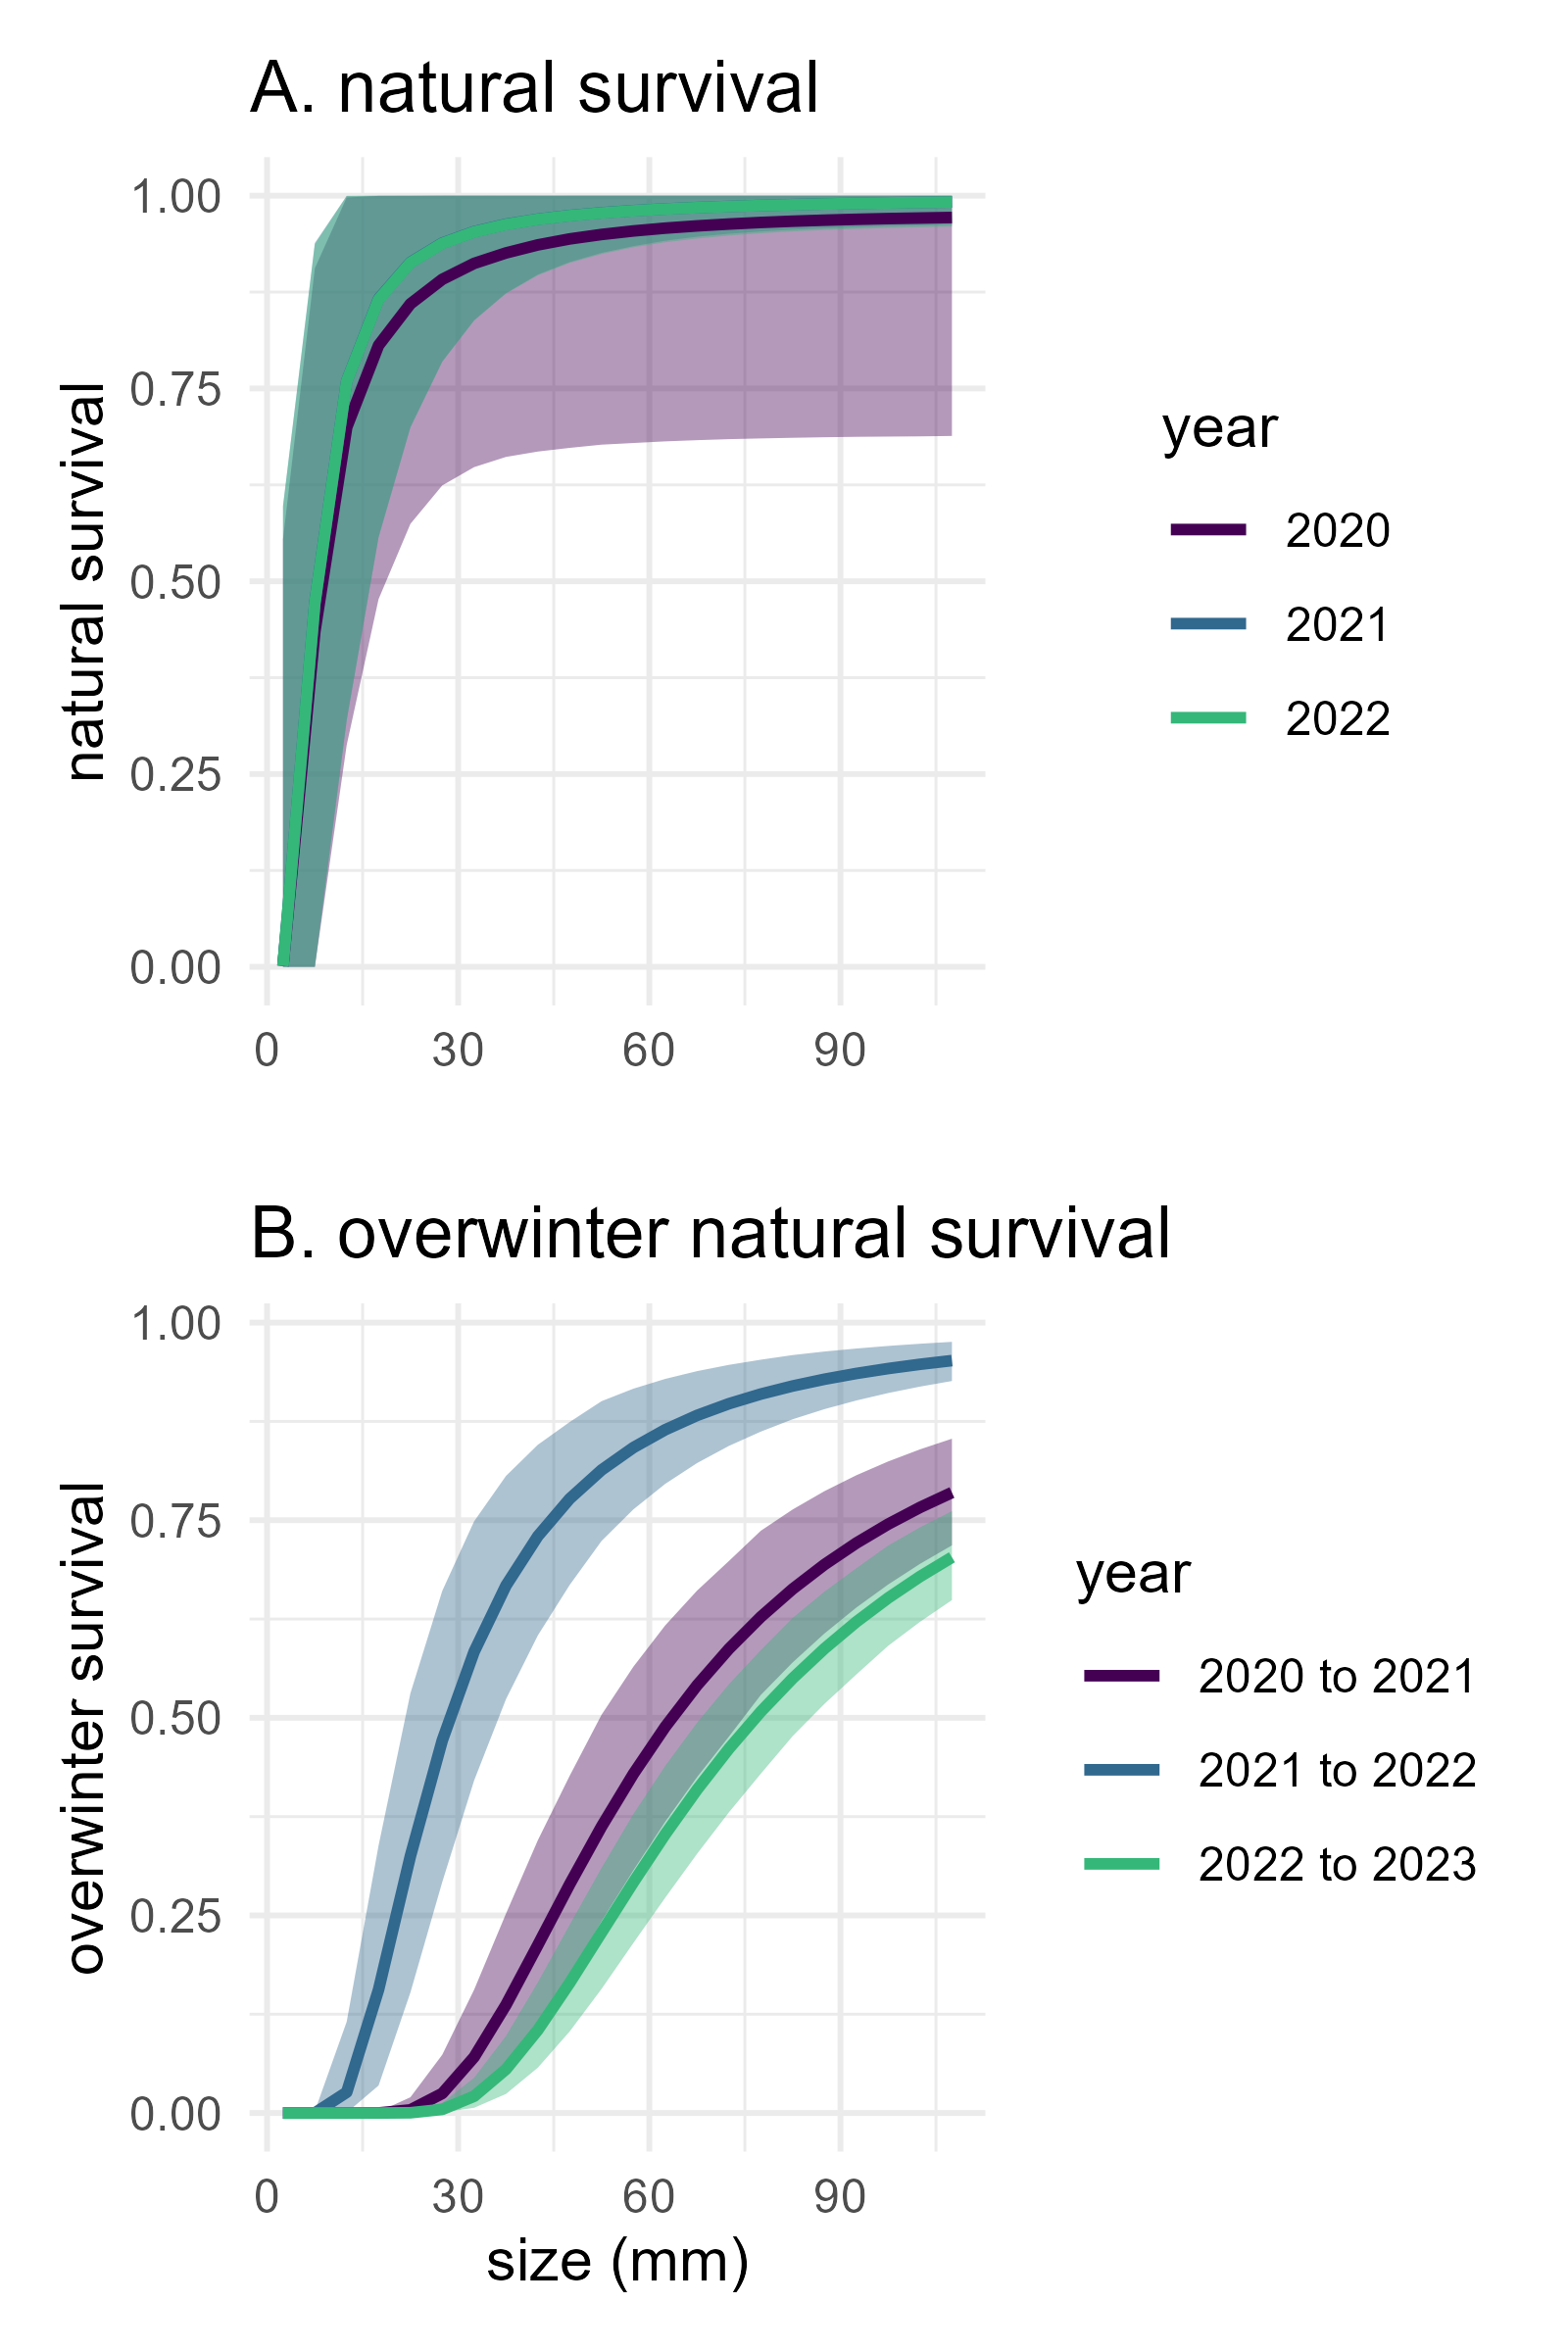 A. natural survival
natural survival
1.00
0.75
0.50
0.25
0.00
0 30 60 90
year
2020
2021
2022
B. overwinter natural survival
overwinter survival
1.00
0.75
0.50
0.25
0.00
0 30 60 90
size (mm)
year
2020 to 2021
2021 to 2022
2022 to 2023